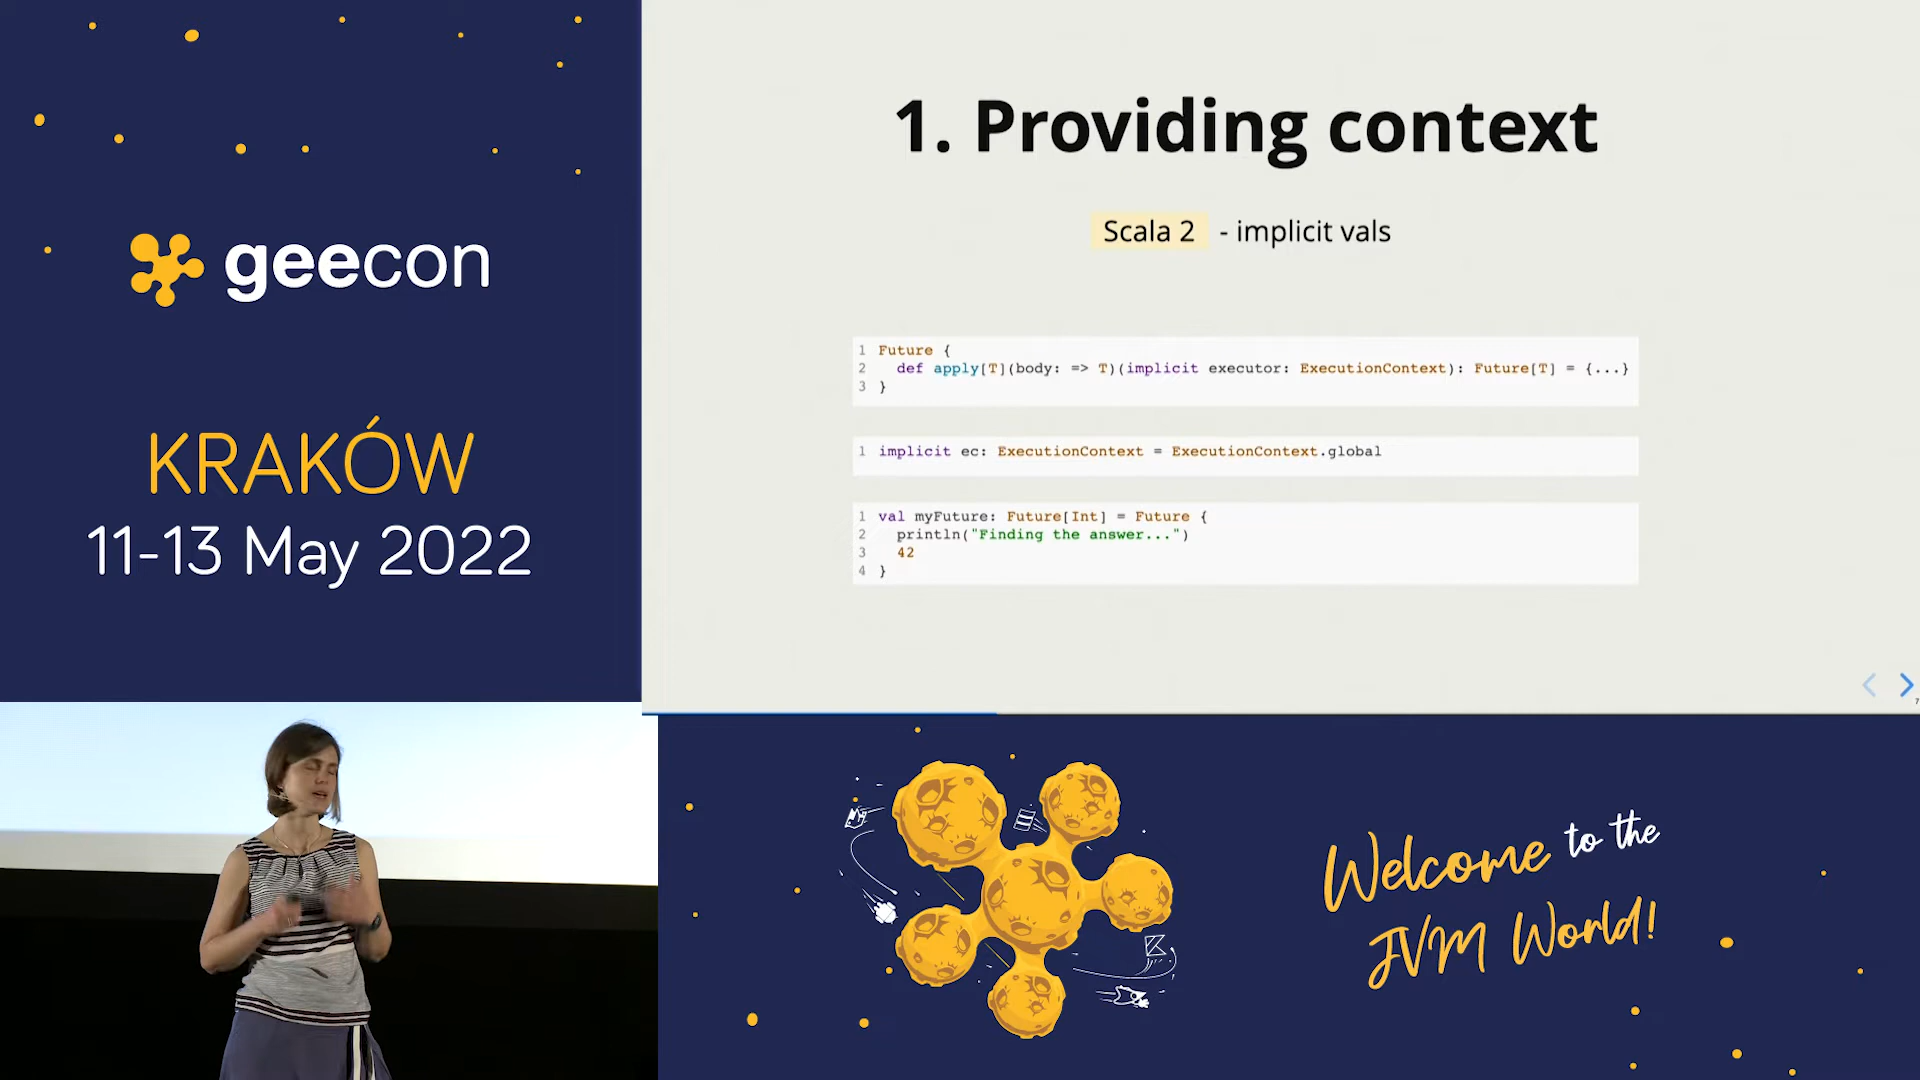 geecon
KRAKÓW
11-13 May 2022
1. Providing context
Scala 2 - implicit vals
1 Future {
2 def apply[T](body: => T)(implicit executor: ExecutionContext): Future[T] = {...}
3 }
1 implicit ec: ExecutionContext = ExecutionContext.global
1 val myFuture: Future[Int] = Future {
2 println("Finding the answer...")
3 42
4 }
7
Welcome to the
JVM World!